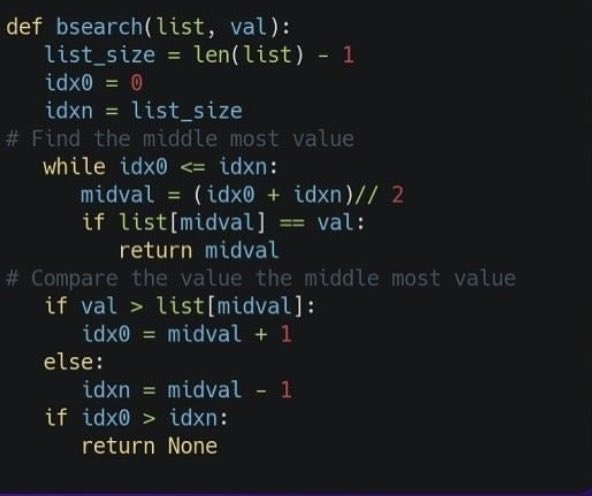 def bsearch(list, val):
   list_size = len(list) - 1
   idx0 = 0
   idxn = list_size
# Find the middle most value
   while idx0 <= idxn:
      midval = (idx0 + idxn)// 2
      if list[midval] == val:
         return midval
# Compare the value the middle most value
   if val > list[midval]:
      idx0 = midval + 1
   else:
      idxn = midval - 1
   if idx0 > idxn:
      return None